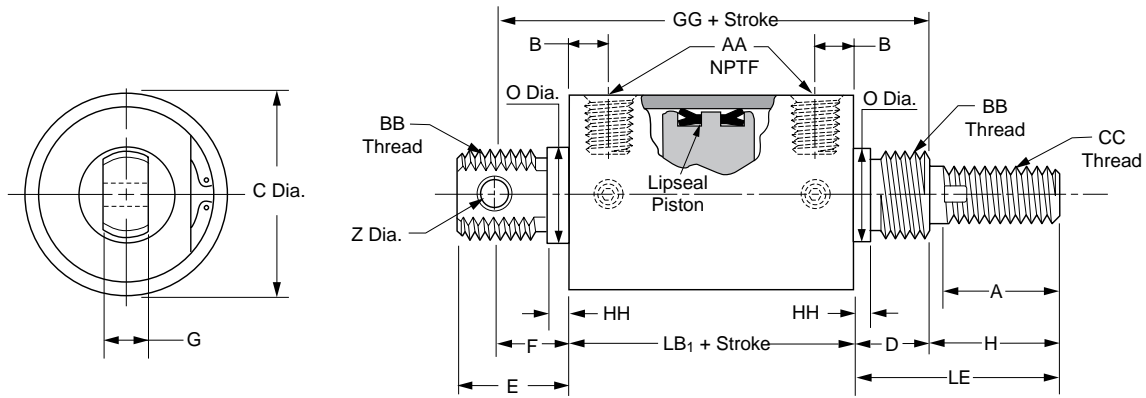 GG + Stroke
B
AA
NPTF
B
O Dia.
O Dia.
BB
Thread
BB
Thread
CC
Thread
C Dia.
Lipseal
Piston
Z Dia.
A
HH
HH
G
F
LB1 + Stroke
D
H
E
LE